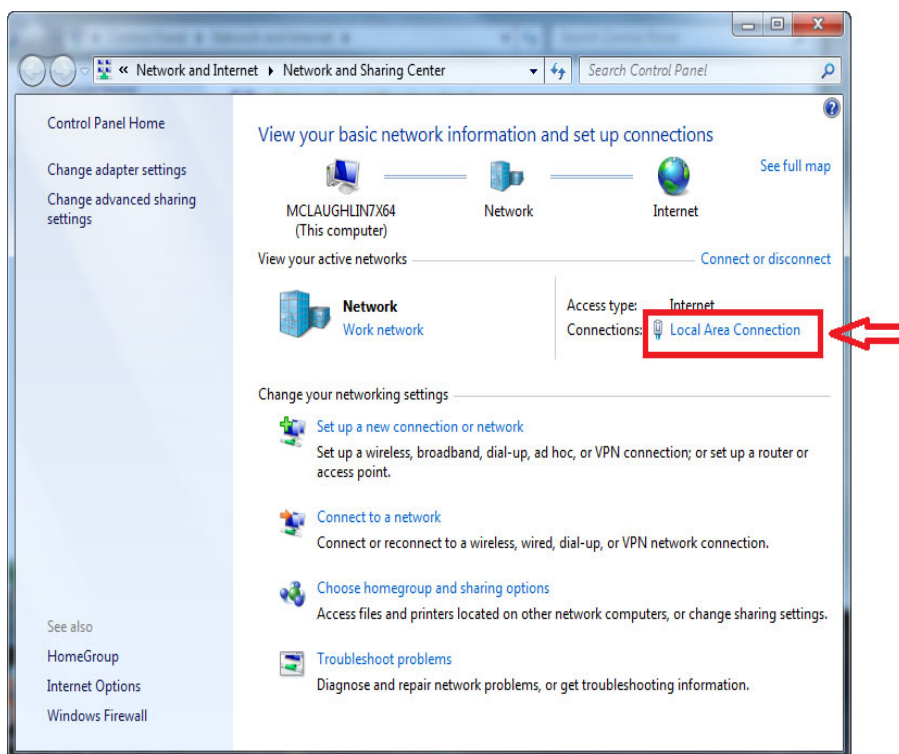 « Network and Internet ▸ Network and Sharing Center
Search Control Panel
Control Panel Home
Change adapter settings
Change advanced sharing
settings
View your basic network information and set up connections
See full map
MCLAUGHLIN7X64
(This computer)
Network
Internet
View your active networks
Connect or disconnect
Network
Work network
Access type: Internet
Connections: Local Area Connection
Change your networking settings
Set up a new connection or network
Set up a wireless, broadband, dial-up, ad hoc, or VPN connection; or set up a router or
access point.
Connect to a network
Connect or reconnect to a wireless, wired, dial-up, or VPN network connection.
Choose homegroup and sharing options
Access files and printers located on other network computers, or change sharing settings.
Troubleshoot problems
Diagnose and repair network problems, or get troubleshooting information.
See also
HomeGroup
Internet Options
Windows Firewall